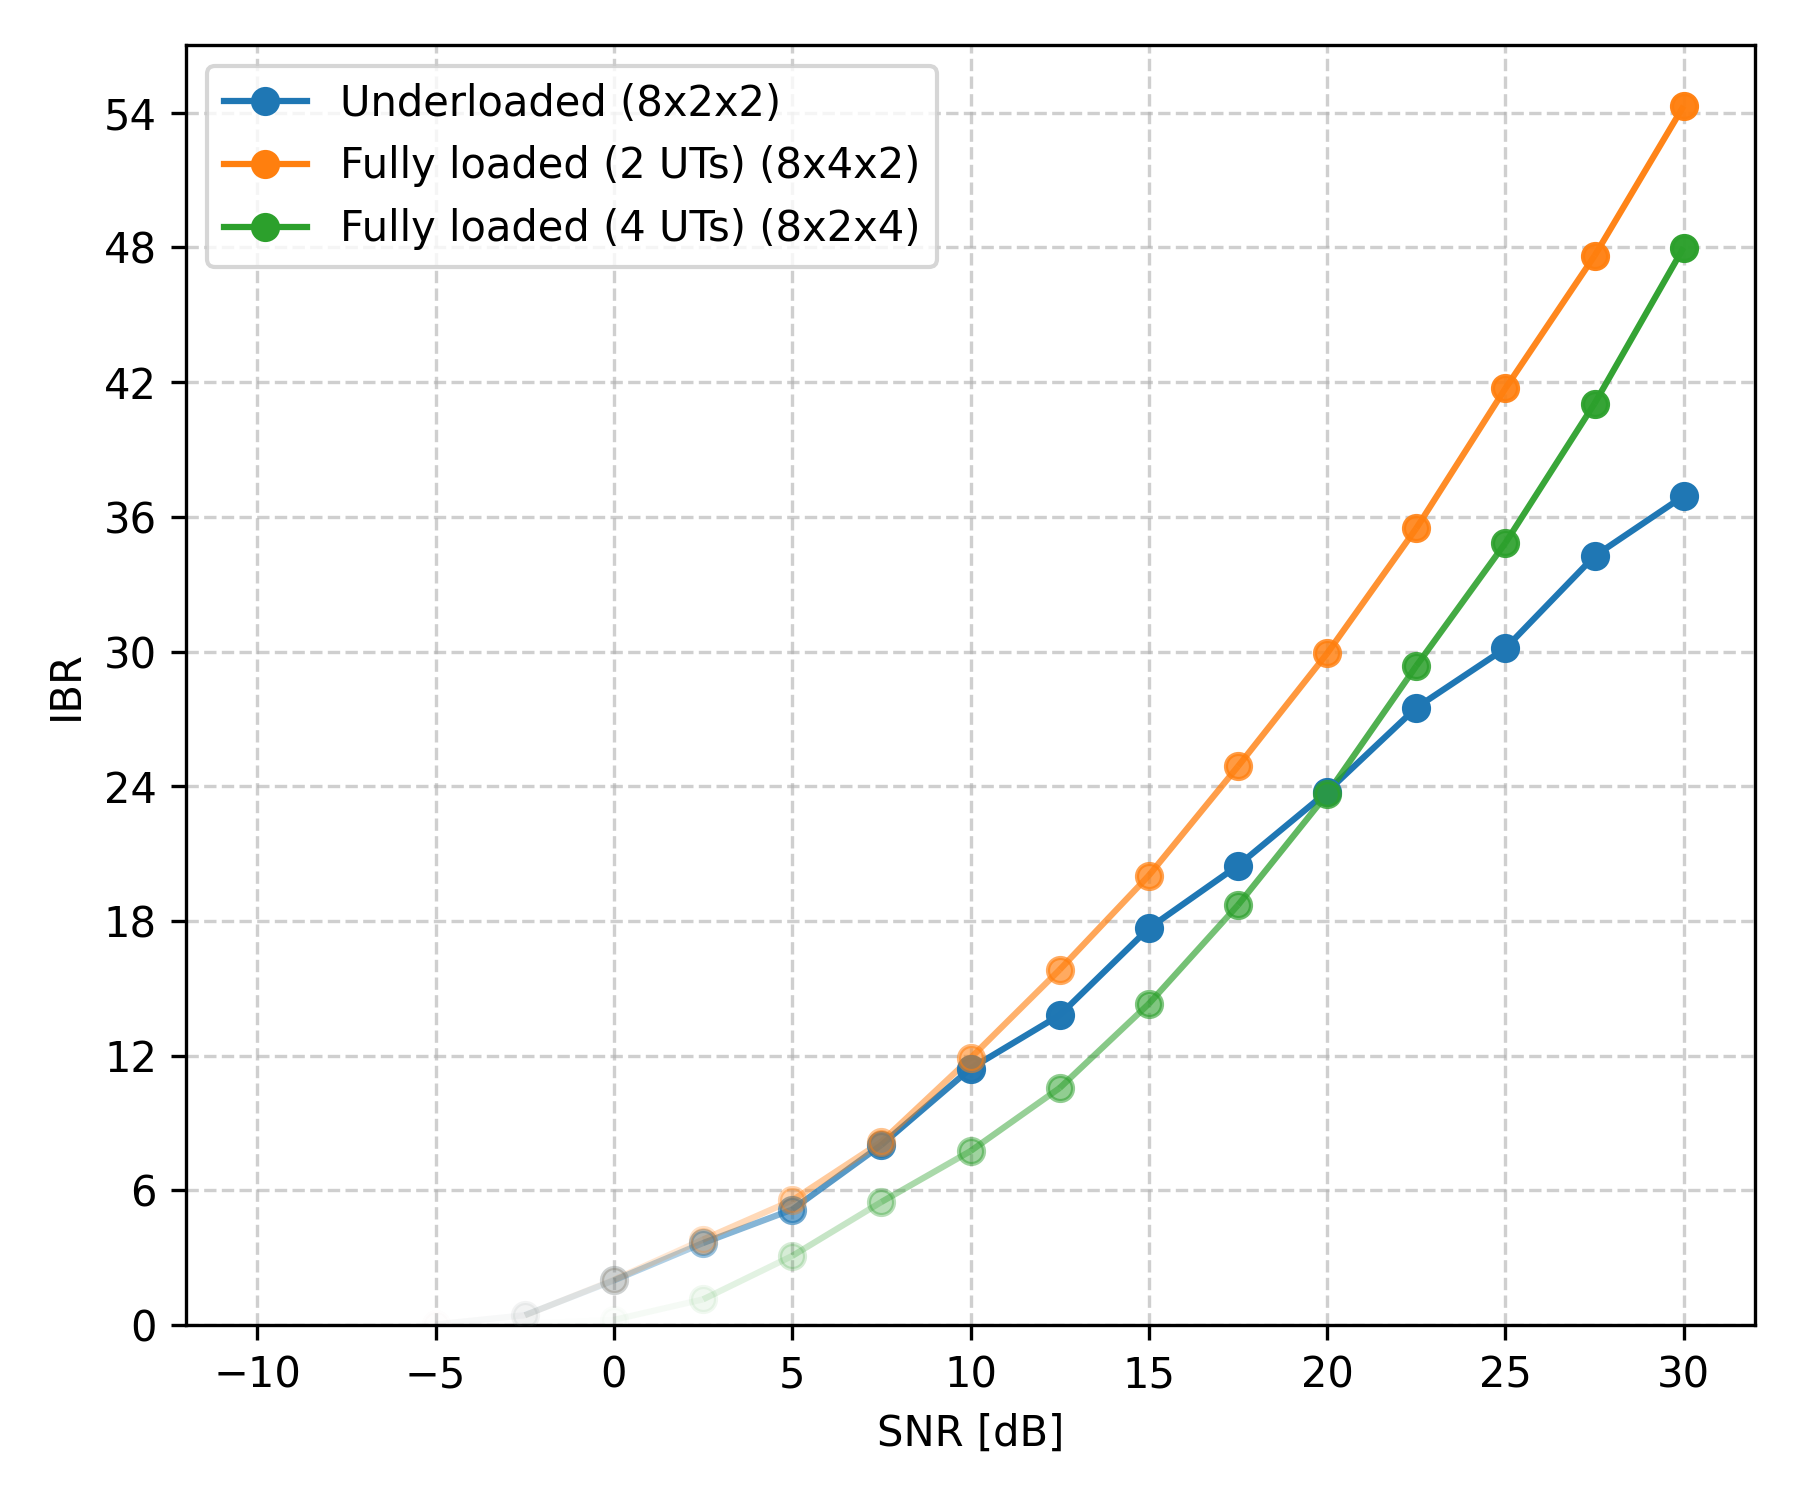 Underloaded (8x2x2)
Fully loaded (2 UTs) (8x4x2)
Fully loaded (4 UTs) (8x2x4)
54
48
42
36
30
24
18
12
6
0
IBR
−10 −5 0 5 10 15 20 25 30
SNR [dB]